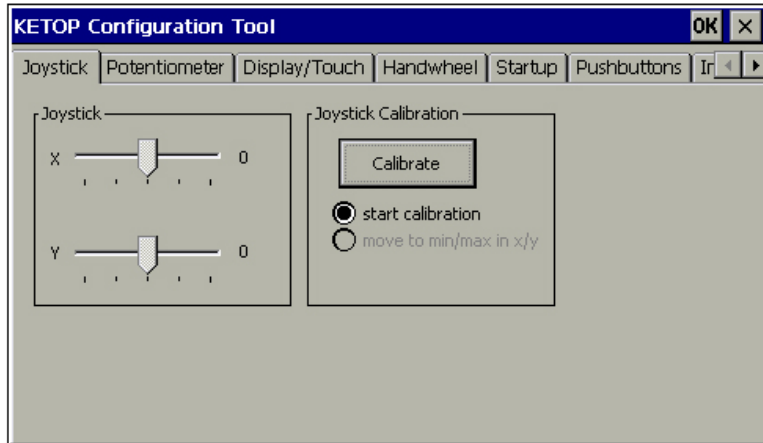 KETOP Configuration Tool OK
Joystick Potentiometer Display/Touch Handwheel Startup Pushbuttons
Joystick
X 0
Y 0
Joystick Calibration
Calibrate
start calibration
move to min/max in x/y